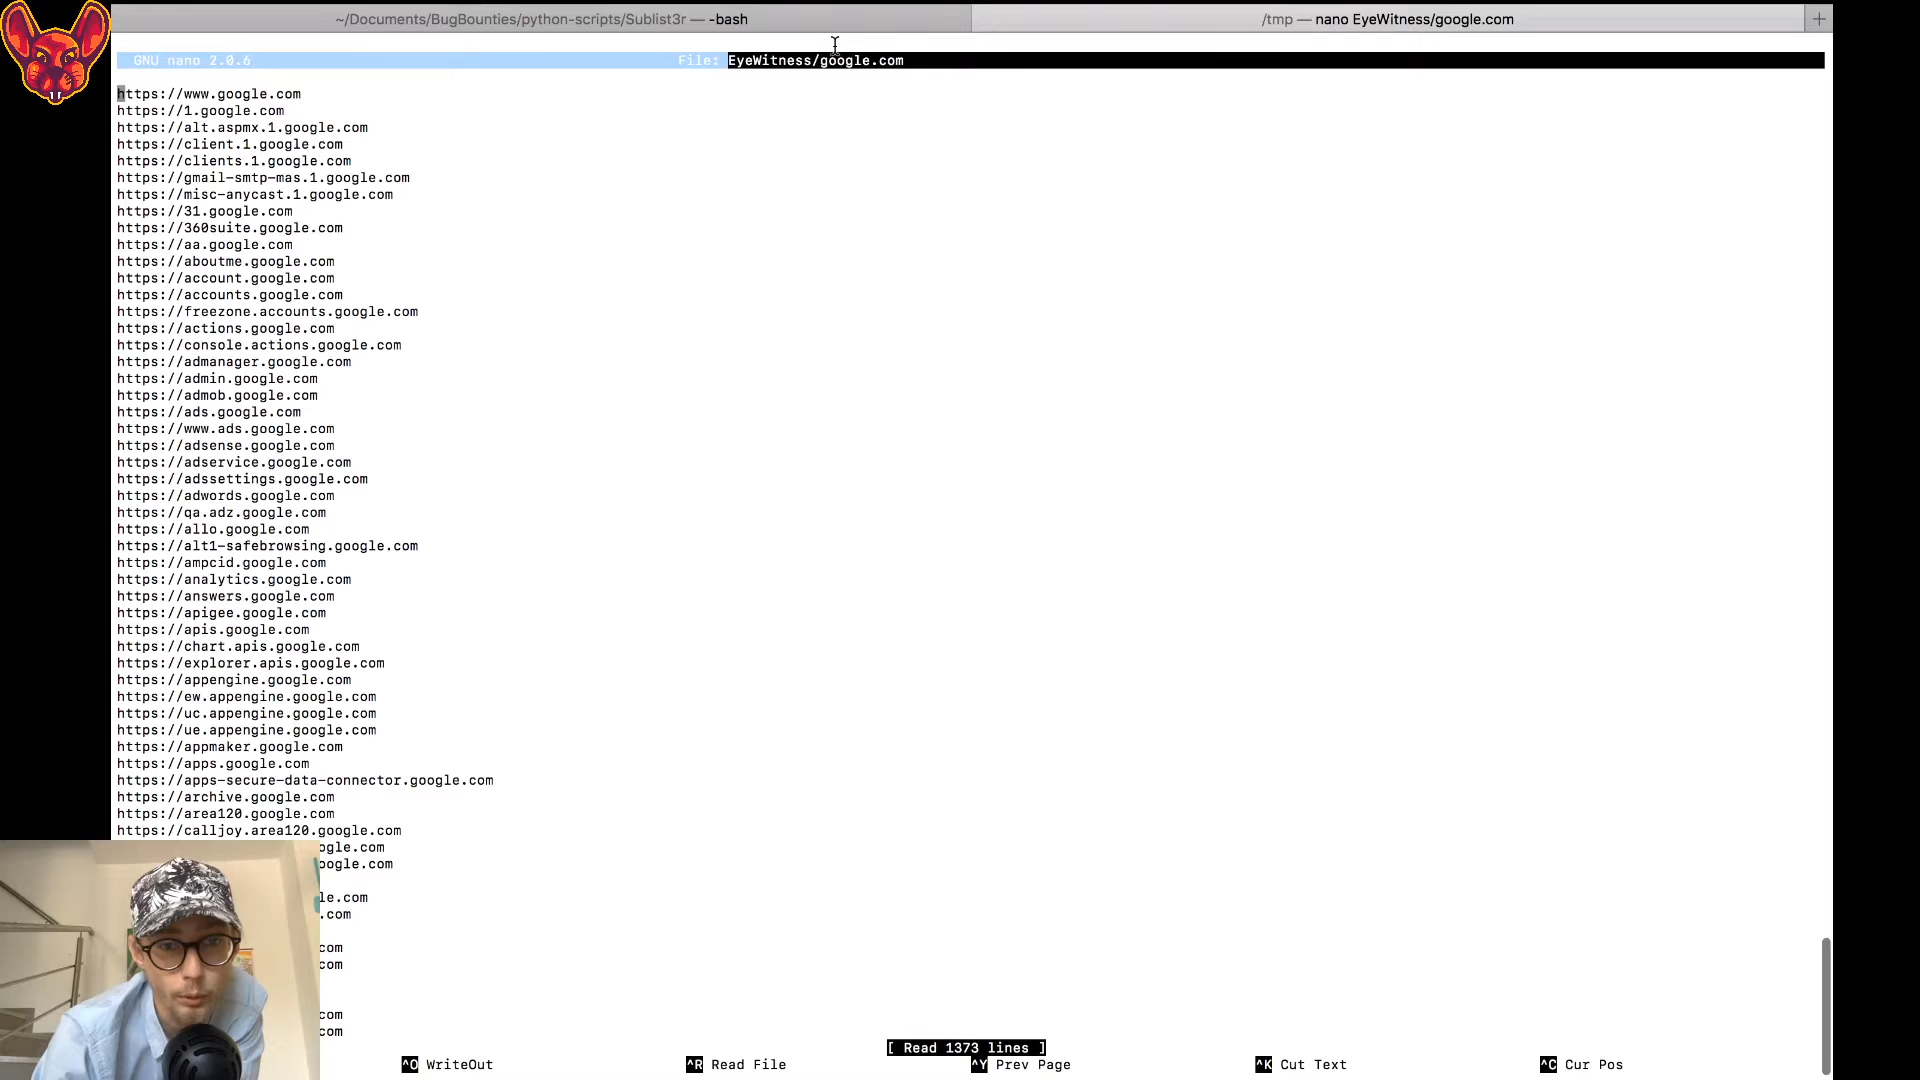 ~/Documents/BugBounties/python-scripts/Sublist3r — -bash
/tmp — nano EyeWitness/google.com
GNU nano 2.0.6 File: EyeWitness/google.com
https://www.google.com
https://1.google.com
https://alt.aspmx.1.google.com
https://client.1.google.com
https://clients.1.google.com
https://gmail-smtp-mas.1.google.com
https://misc-anycast.1.google.com
https://31.google.com
https://360suite.google.com
https://aa.google.com
https://aboutme.google.com
https://account.google.com
https://accounts.google.com
https://freezone.accounts.google.com
https://actions.google.com
https://console.actions.google.com
https://admanager.google.com
https://admin.google.com
https://admob.google.com
https://ads.google.com
https://www.ads.google.com
https://adsense.google.com
https://adservice.google.com
https://adssettings.google.com
https://adwords.google.com
https://qa.adz.google.com
https://allo.google.com
https://alt1-safebrowsing.google.com
https://ampcid.google.com
https://analytics.google.com
https://answers.google.com
https://apigee.google.com
https://apis.google.com
https://chart.apis.google.com
https://explorer.apis.google.com
https://appengine.google.com
https://ew.appengine.google.com
https://uc.appengine.google.com
https://ue.appengine.google.com
https://appmaker.google.com
https://apps.google.com
https://apps-secure-data-connector.google.com
https://archive.google.com
https://area120.google.com
https://calljoy.area120.google.com
ogle.com
oogle.com
le.com
.com
com
com
com
com
[ Read 1373 lines ]
^O WriteOut ^R Read File ^Y Prev Page ^K Cut Text ^C Cur Pos